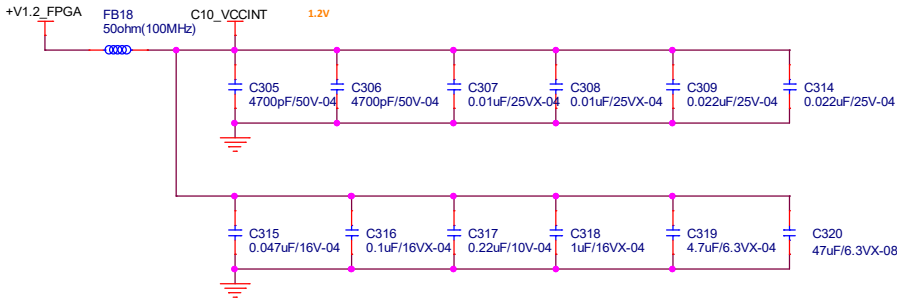 +V1.2_FPGA
FB18
50ohm(100MHz)
C10_VCCINT
1.2V
C305
4700pF/50V-04
C306
4700pF/50V-04
C307
0.01uF/25VX-04
C308
0.01uF/25VX-04
C309
0.022uF/25V-04
C314
0.022uF/25V-04
C315
0.047uF/16V-04
C316
0.1uF/16VX-04
C317
0.22uF/10V-04
C318
1uF/16VX-04
C319
4.7uF/6.3VX-04
C320
47uF/6.3VX-08